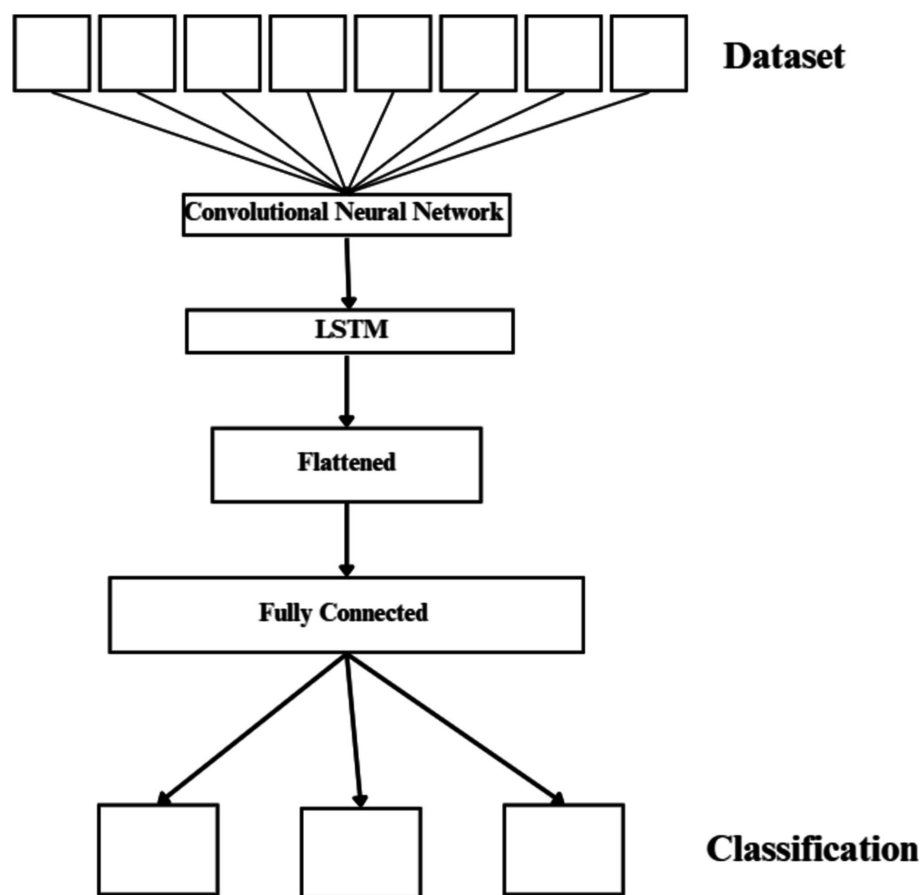 Dataset
Convolutional Neural Network
LSTM
Flattened
Fully Connected
Classification